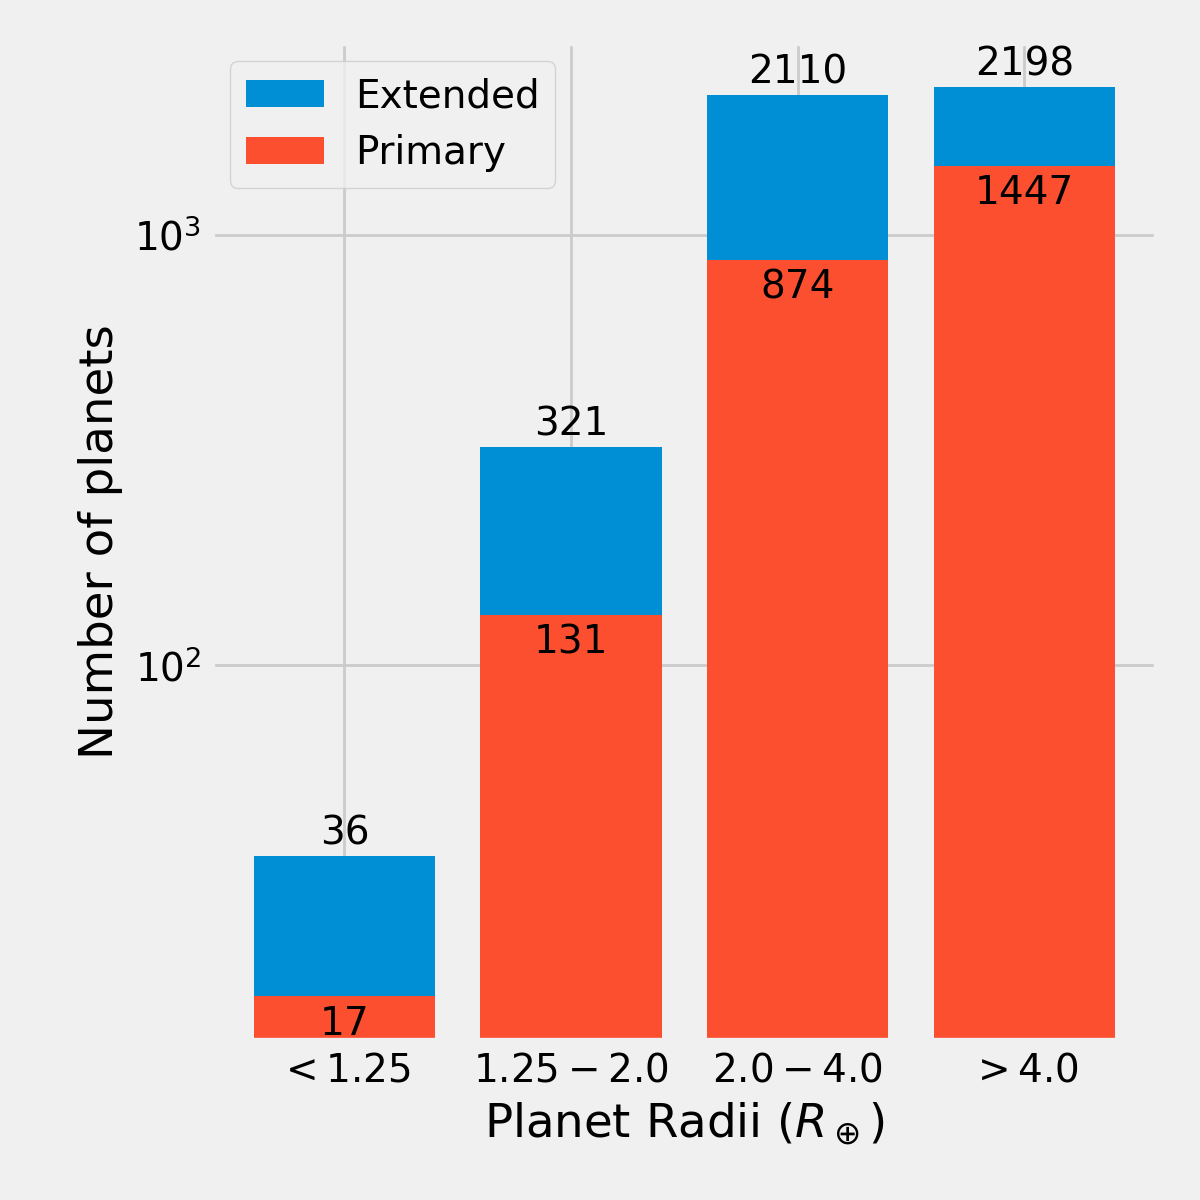 Extended
Primary
2110
2198
1447
10³
874
321
131
10²
36
17
< 1.25
1.25 − 2.0
2.0 − 4.0
> 4.0
Number of planets
Planet Radii (R⊕)